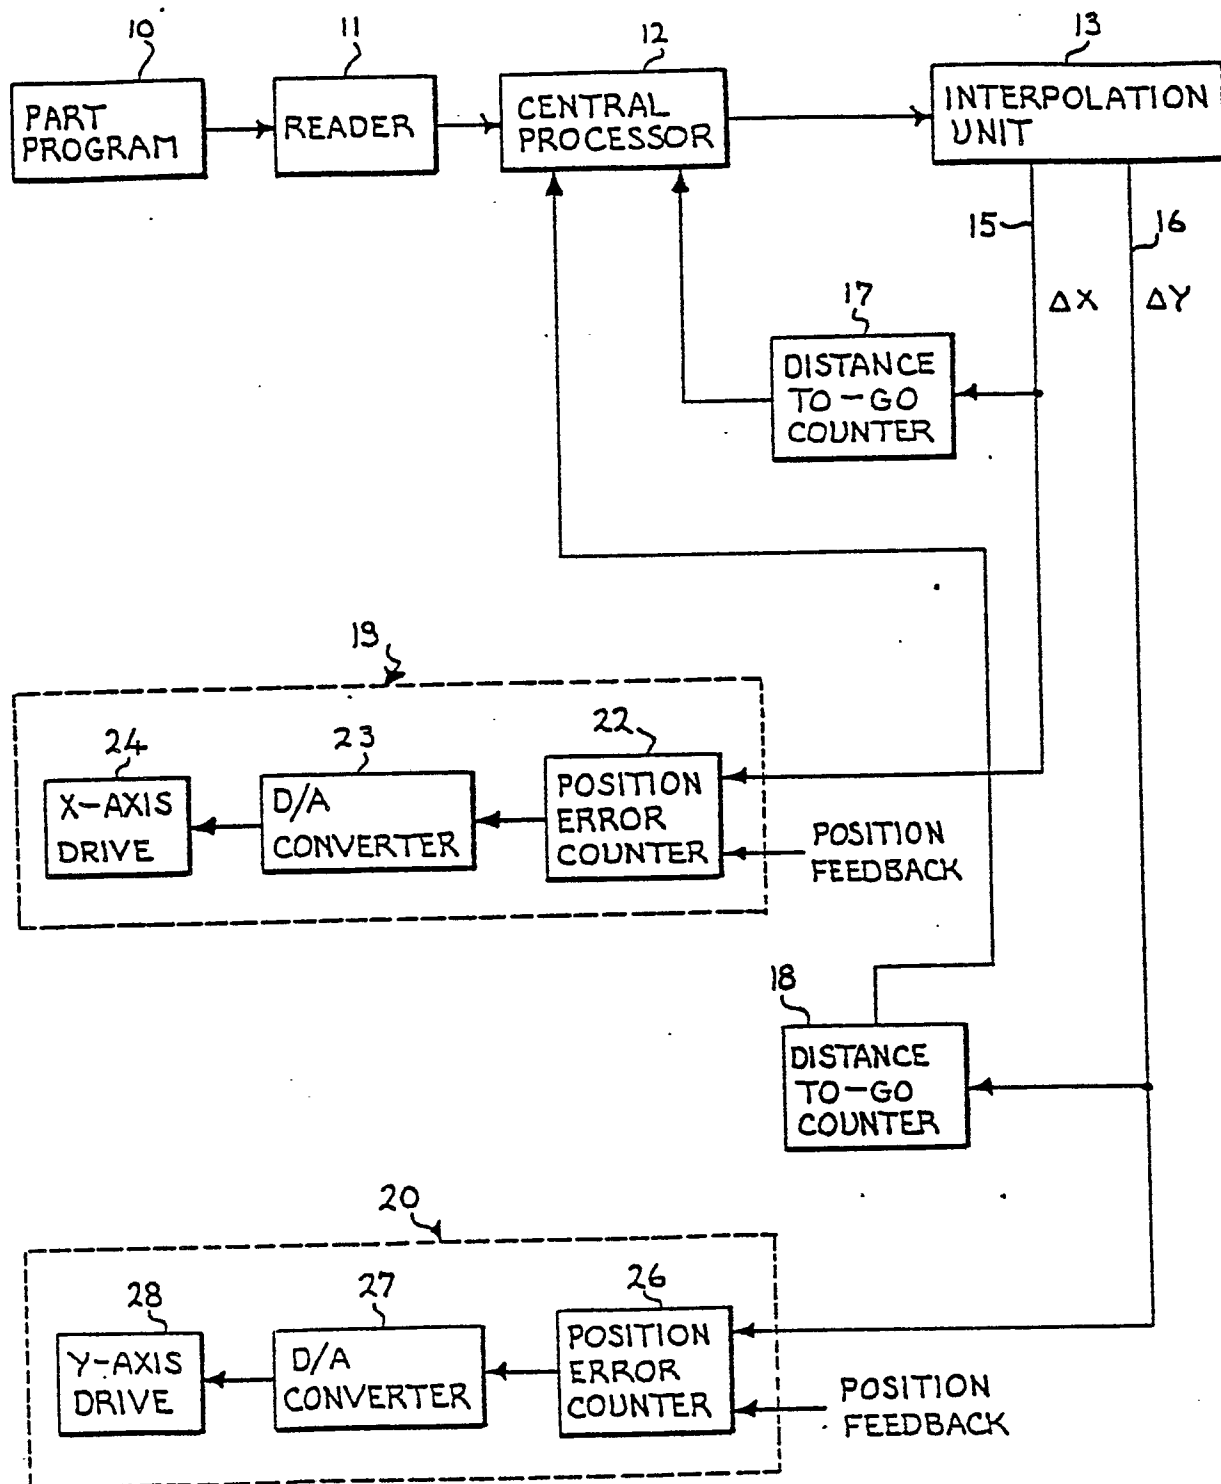 10
11
12
13
PART
PROGRAM
READER
CENTRAL
PROCESSOR
INTERPOLATION
UNIT
15
16
ΔX
ΔY
17
DISTANCE
TO-GO
COUNTER
19
24
23
22
X-AXIS
DRIVE
D/A
CONVERTER
POSITION
ERROR
COUNTER
POSITION
FEEDBACK
18
DISTANCE
TO-GO
COUNTER
20
28
27
26
Y-AXIS
DRIVE
D/A
CONVERTER
POSITION
ERROR
COUNTER
POSITION
FEEDBACK